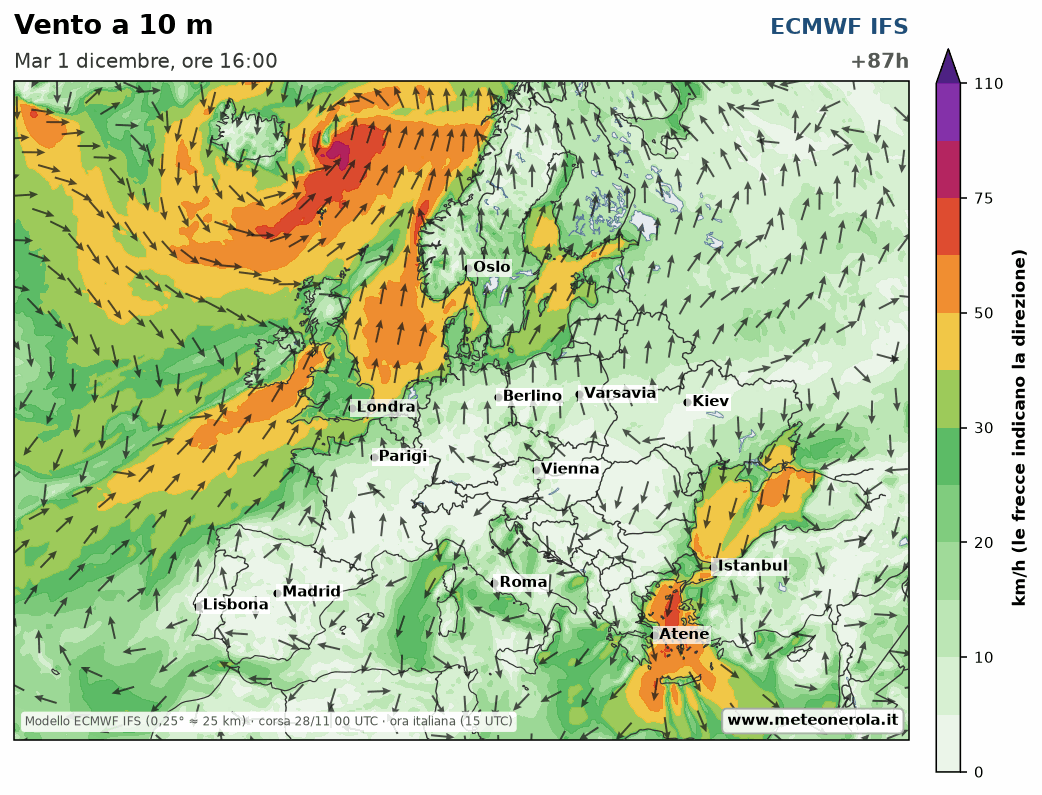 Vento a 10 m
ECMWF IFS
Mar 1 dicembre, ore 16:00
+87h
110
75
50
30
20
10
0
km/h (le frecce indicano la direzione)
Oslo
Londra
Berlino
Varsavia
Kiev
Parigi
Vienna
Istanbul
Roma
Madrid
Lisbona
Atene
Modello ECMWF IFS (0,25° ≈ 25 km) · corsa 28/11 00 UTC · ora italiana (15 UTC)
www.meteonerola.it